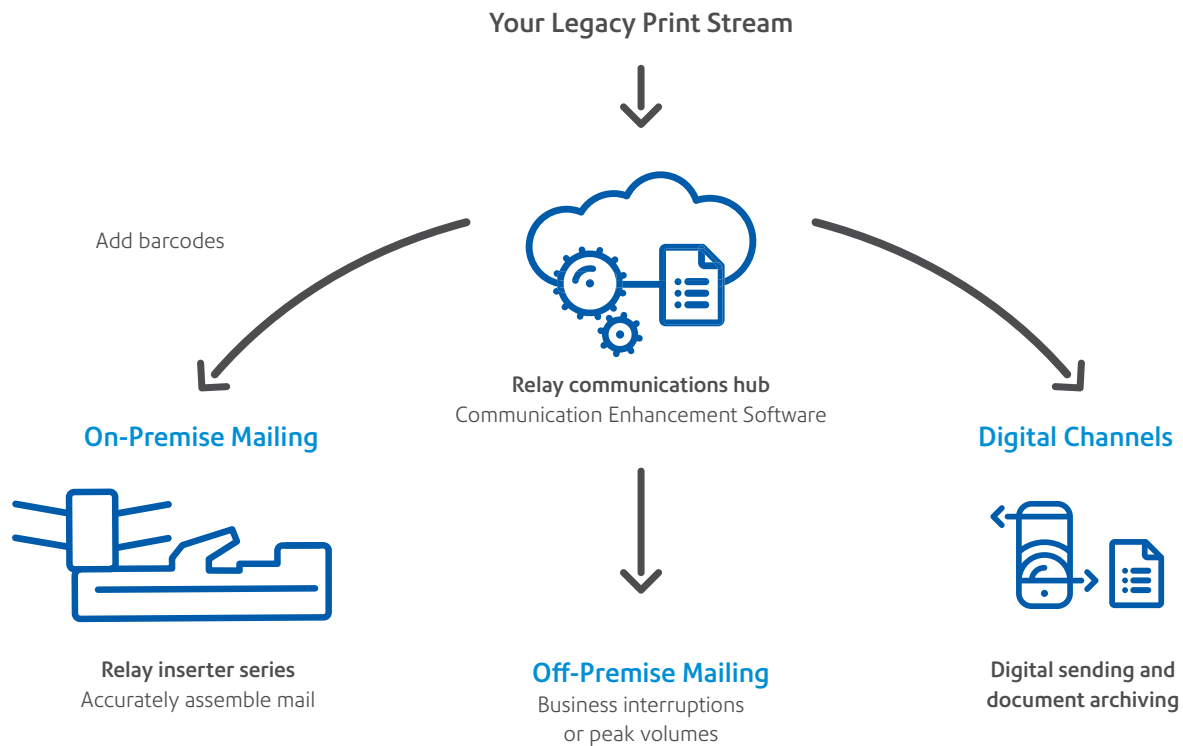 Your Legacy Print Stream
Add barcodes
Relay communications hub
Communication Enhancement Software
On-Premise Mailing
Digital Channels
Relay inserter series
Accurately assemble mail
Off-Premise Mailing
Business interruptions
or peak volumes
Digital sending and
document archiving